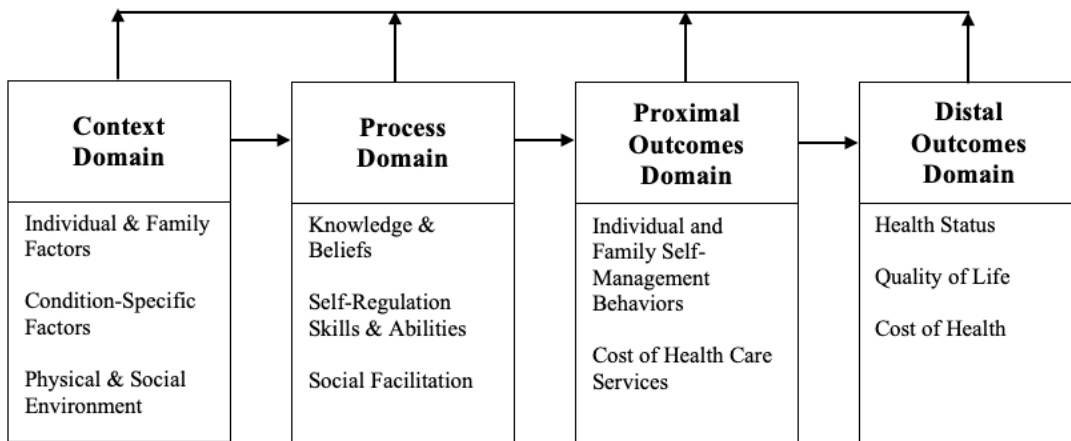 Context
Domain
Individual & Family
Factors
Condition-Specific
Factors
Physical & Social
Environment
Process
Domain
Knowledge &
Beliefs
Self-Regulation
Skills & Abilities
Social Facilitation
Proximal
Outcomes
Domain
Individual and
Family Self-
Management
Behaviors
Cost of Health Care
Services
Distal
Outcomes
Domain
Health Status
Quality of Life
Cost of Health